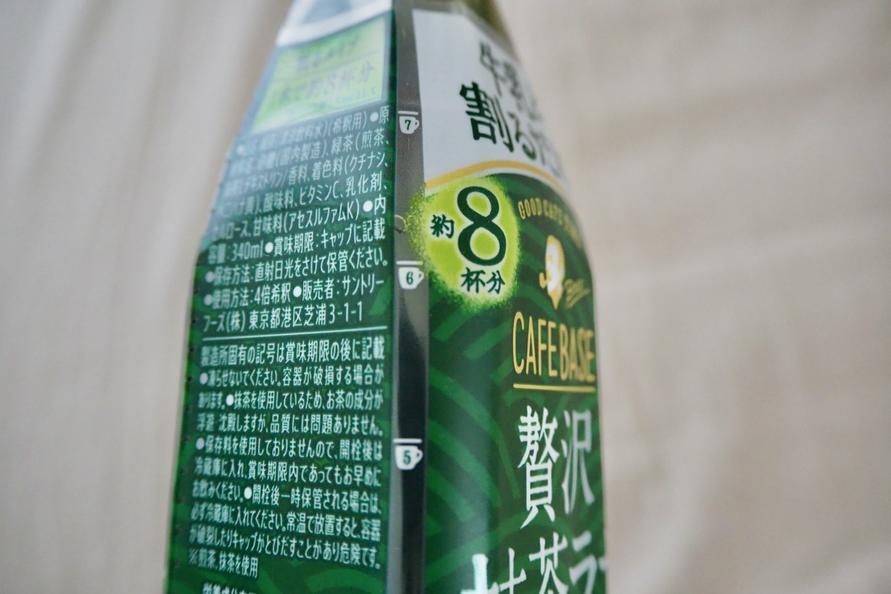 約8杯分
7
(希釈用)●原
(国内製造)、緑茶(煎茶、
香料、着色料(クチナシ、
酸味料、ビタミンC、乳化剤、
ロース、甘味料(アセスルファムK)●内
容量:340ml●賞味期限:キャップに記載
●保存方法:直射日光をさけて保管ください。
●使用方法:4倍希釈●販売者:サントリー
フーズ(株)東京都港区芝浦3-1-1
製造所固有の記号は賞味期限の後に記載
●凍らせないでください。容器が破損する場合が
あります。●抹茶を使用しているため、お茶の成分が
浮遊・沈殿しますが、品質には問題ありません。
●保存料を使用しておりませんので、開栓後は
冷蔵庫に入れ、賞味期限内であってもお早めに
お飲みください。●開栓後一時保管される場合は、
必ず冷蔵庫に入れてください。常温で放置すると、容器
が破裂したりキャップがとびだすことがあり危険です。
※煎茶、抹茶を使用
6
5
割る
GOOD CAFE
Boss
CAFE BASE
贅沢
抹茶ラ